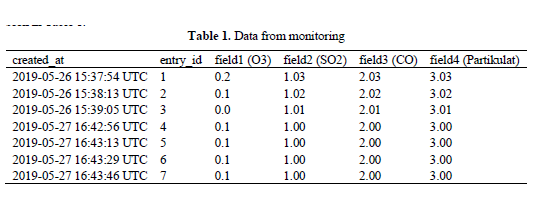 Table 1. Data from monitoring
created_at entry_id field1 (O3) field2 (SO2) field3 (CO) field4 (Partikulat)
2019-05-26 15:37:54 UTC 1 0.2 1.03 2.03 3.03
2019-05-26 15:38:13 UTC 2 0.1 1.02 2.02 3.02
2019-05-26 15:39:05 UTC 3 0.0 1.01 2.01 3.01
2019-05-27 16:42:56 UTC 4 0.1 1.00 2.00 3.00
2019-05-27 16:43:13 UTC 5 0.1 1.00 2.00 3.00
2019-05-27 16:43:29 UTC 6 0.1 1.00 2.00 3.00
2019-05-27 16:43:46 UTC 7 0.1 1.00 2.00 3.00